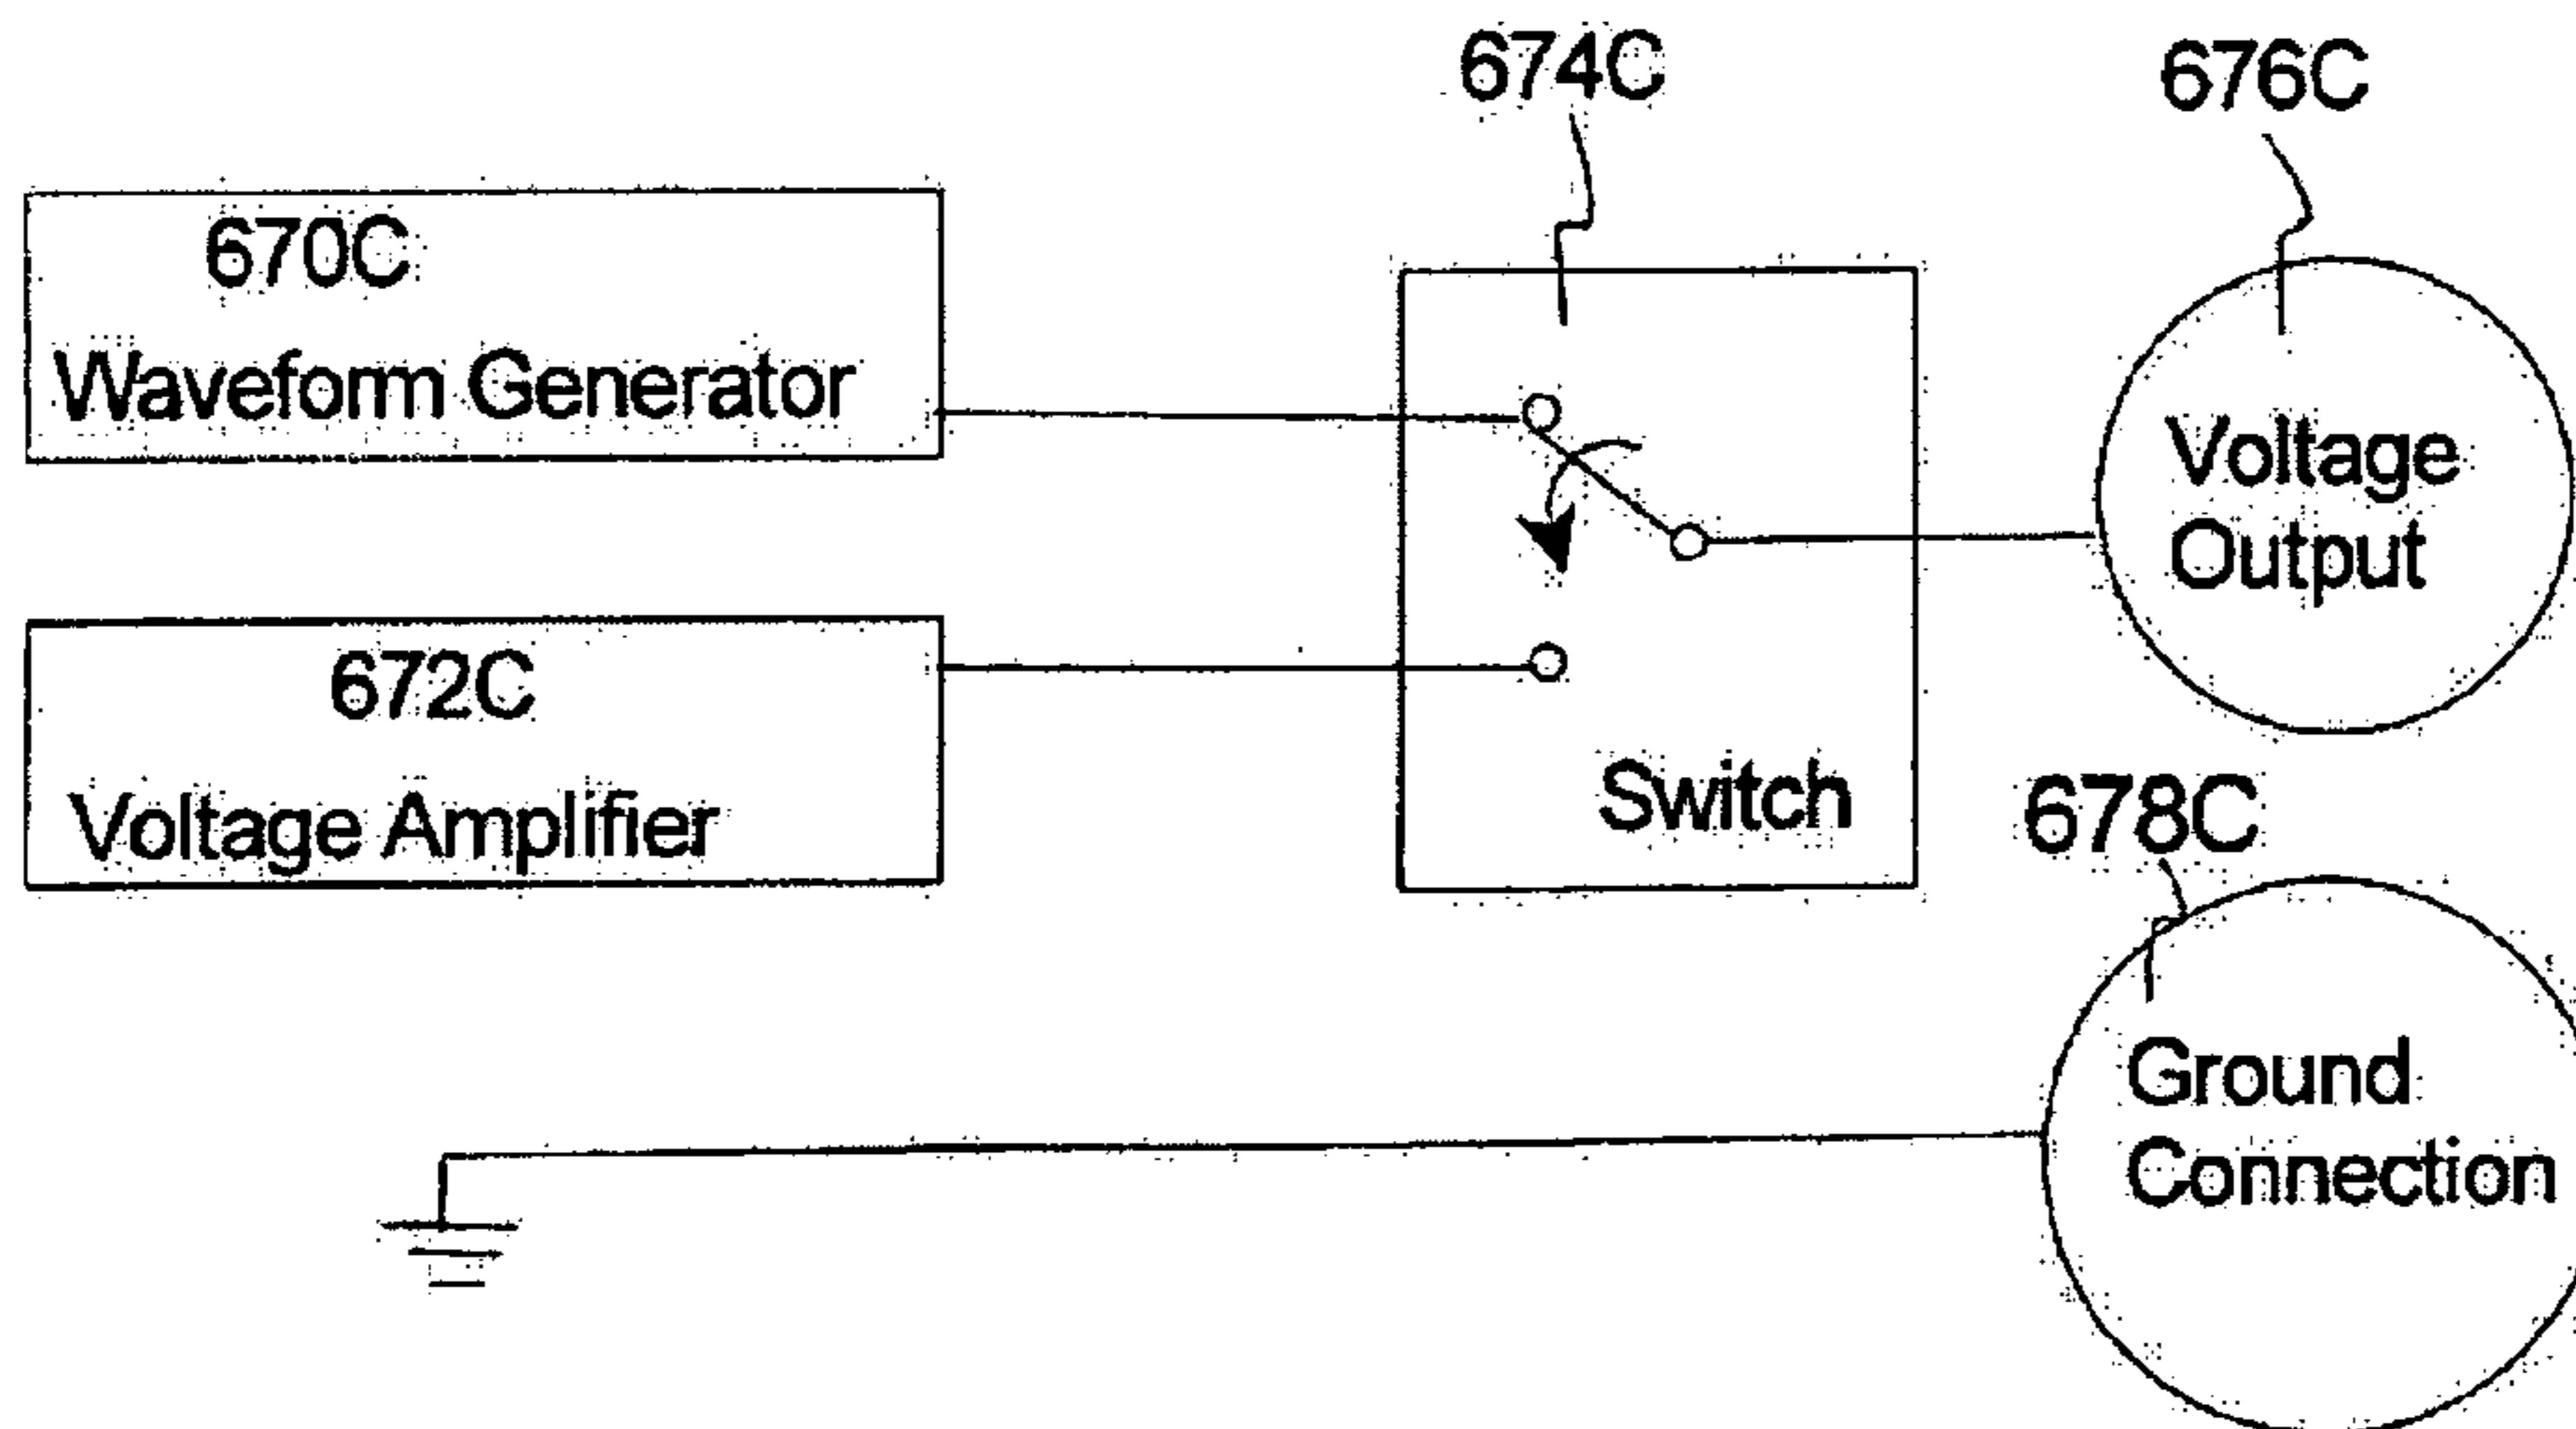 674C
676C
670C
Waveform Generator
Voltage
Output
672C
Voltage Amplifier
Switch
678C
Ground
Connection